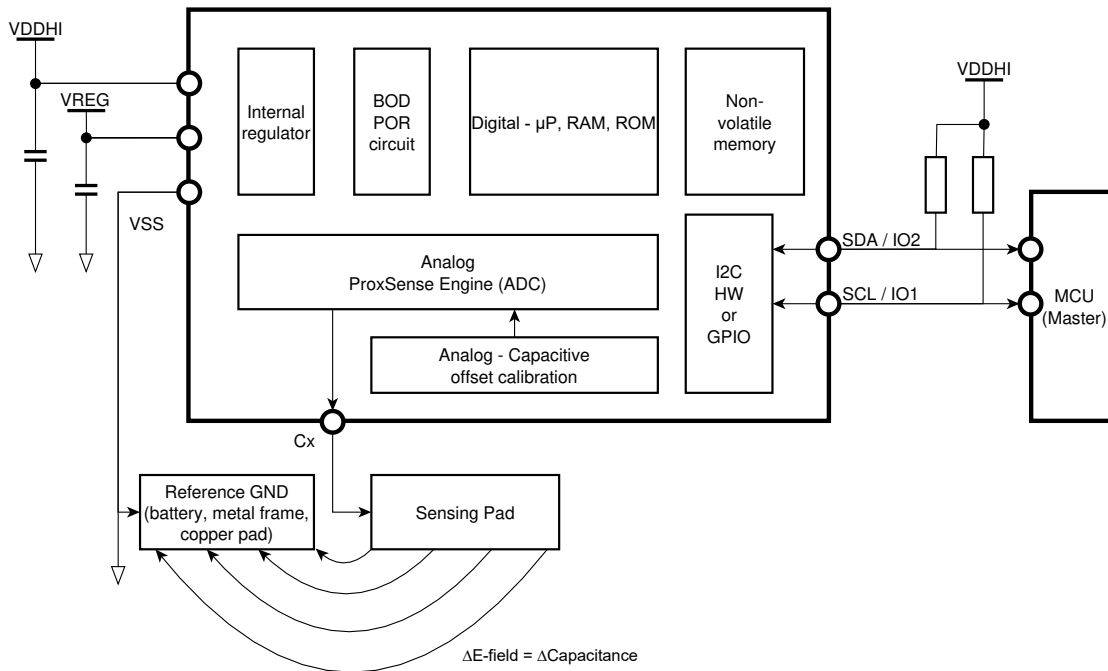 VDDHI
VREG
VSS
Internal
regulator
BOD
POR
circuit
Digital - µP, RAM, ROM
Non-
volatile
memory
Analog
ProxSense Engine (ADC)
Analog - Capacitive
offset calibration
I2C
HW
or
GPIO
VDDHI
SDA / IO2
SCL / IO1
MCU
(Master)
Cx
Reference GND
(battery, metal frame,
copper pad)
Sensing Pad
∆E-field = ∆Capacitance